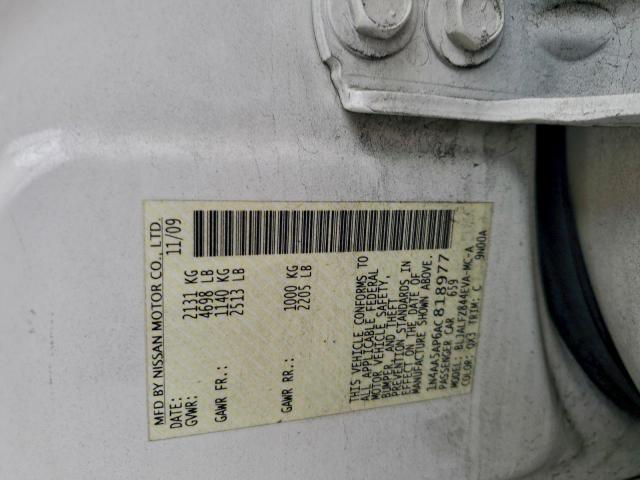 MFD BY NISSAN MOTOR CO., LTD.
DATE: 11/09
GVWR: 2131 KG
4698 LB
GAWR FR.: 1140 KG
2513 LB
GAWR RR.: 1000 KG
2205 LB
THIS VEHICLE CONFORMS TO
ALL APPLICABLE FEDERAL
MOTOR VEHICLE SAFETY,
BUMPER, AND THEFT
PREVENTION STANDARDS IN
EFFECT ON THE DATE OF
MANUFACTURE SHOWN ABOVE.
1N4AA5AP0AC818977
PASSENGER CAR 659
MODEL: BLJALYZ844EVA-MC-A
COLOR: QX3 TRIM: C 9N00A